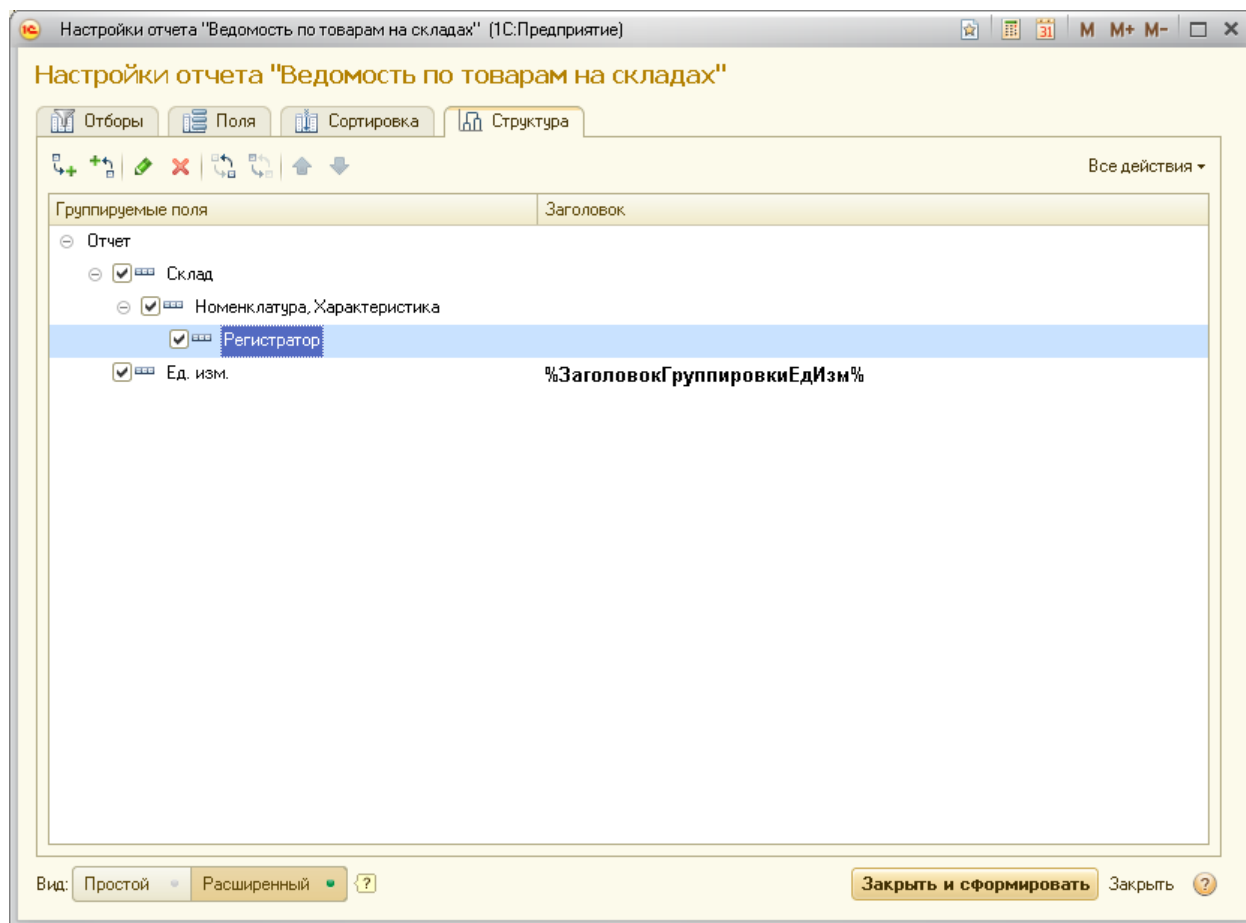 Настройки отчета "Ведомость по товарам на складах" (1С:Предприятие)
31 M M+ M-
Настройки отчета "Ведомость по товарам на складах"
Отборы Поля Сортировка Структура
Все действия
Группируемые поля Заголовок
Отчет
Склад
Номенклатура, Характеристика
Регистратор
Ед. изм. %ЗаголовокГруппировкиЕдИзм%
Вид: Простой Расширенный ? Закрыть и сформировать Закрыть ?